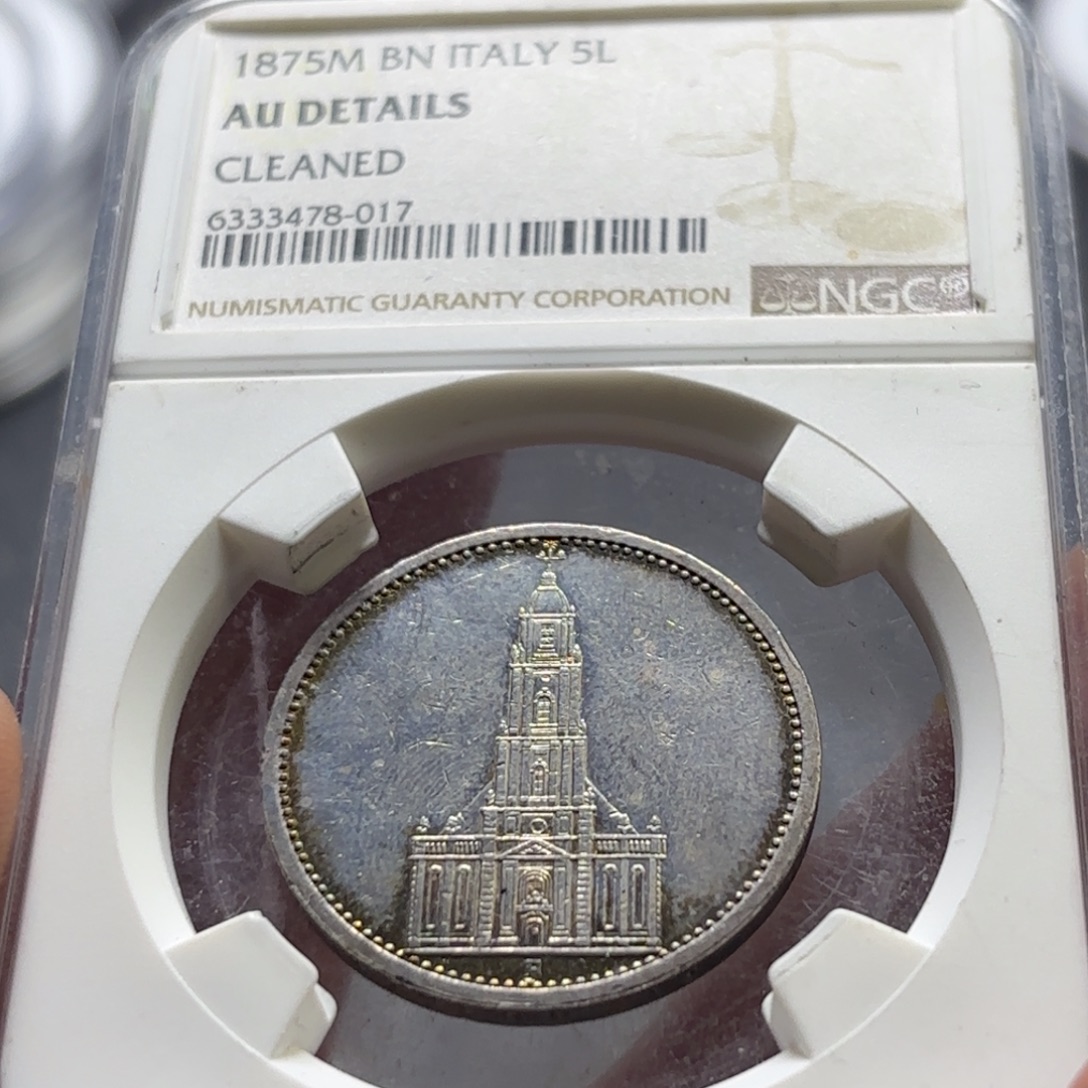 1875M BN ITALY 5L
AU DETAILS
CLEANED
6333478-017
NUMISMATIC GUARANTY CORPORATION
NGC®